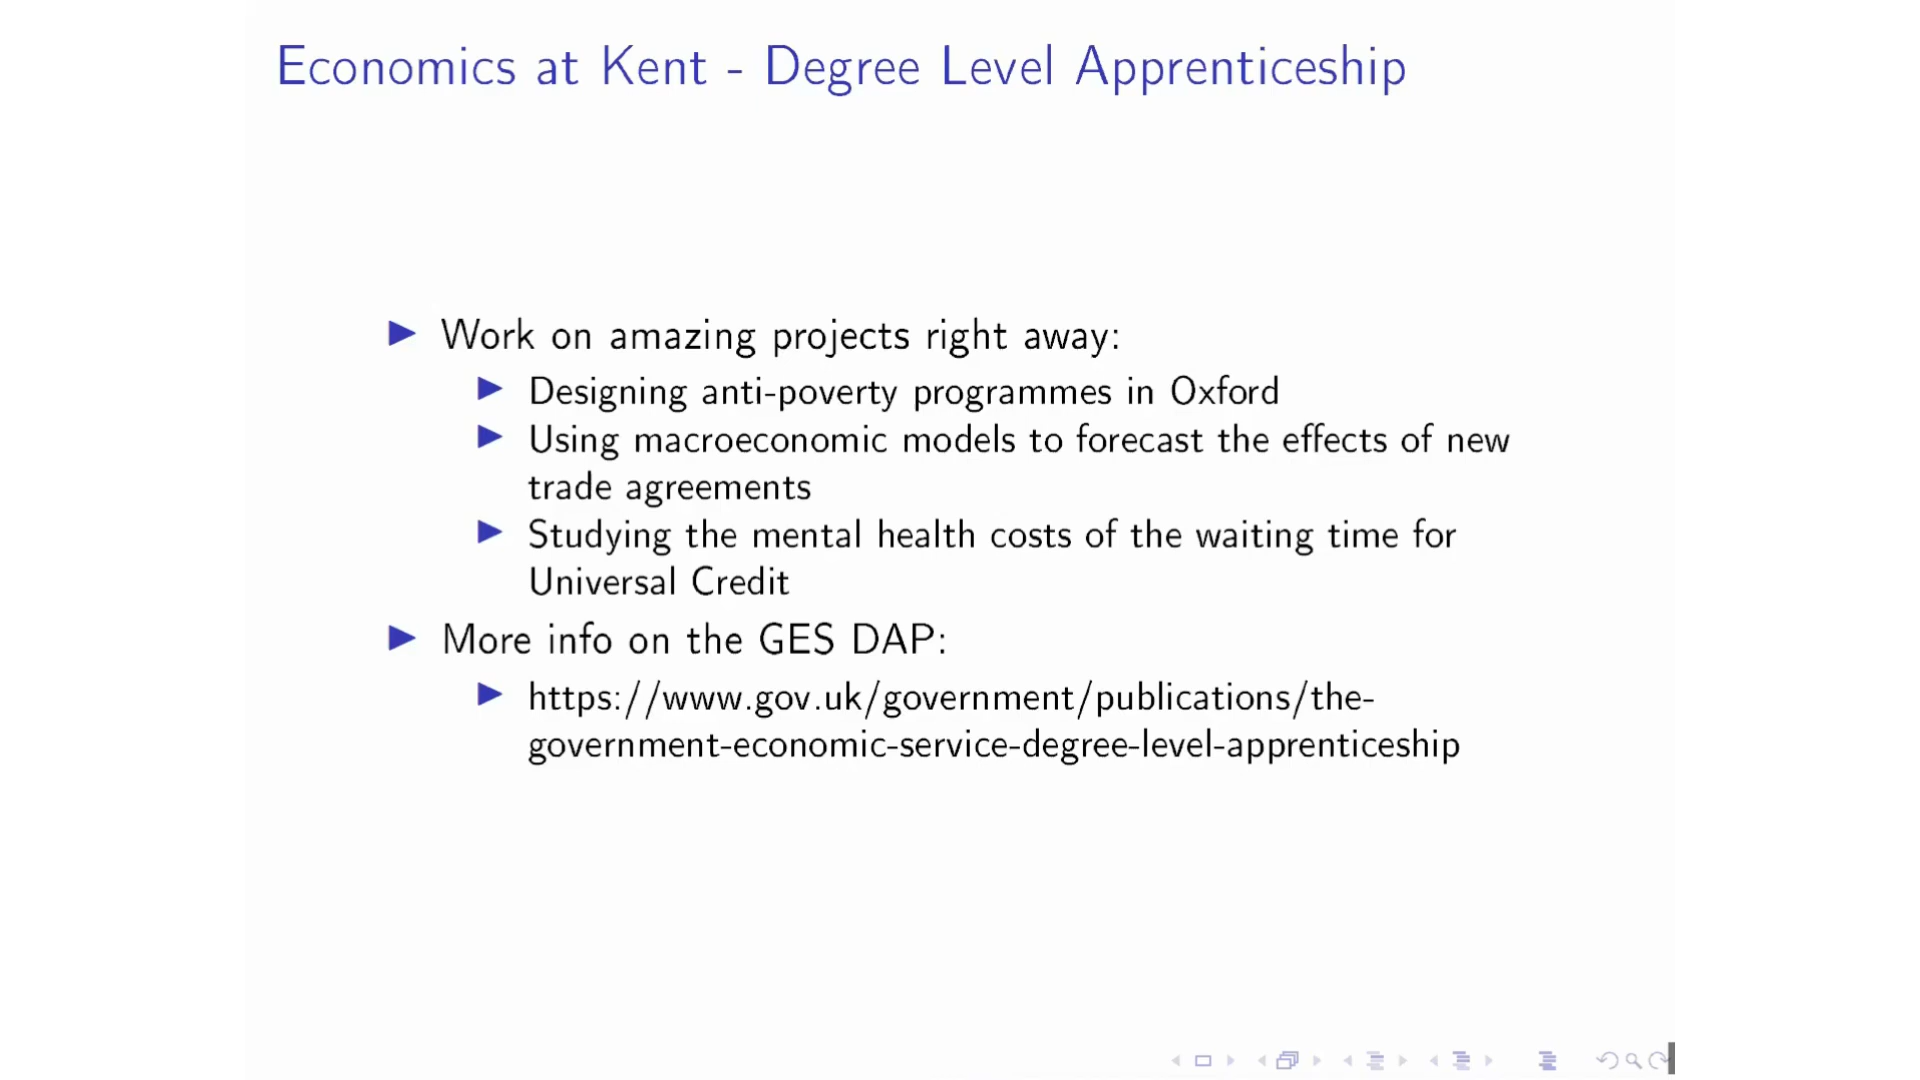 Economics at Kent - Degree Level Apprenticeship
Work on amazing projects right away:
Designing anti-poverty programmes in Oxford
Using macroeconomic models to forecast the effects of new
trade agreements
Studying the mental health costs of the waiting time for
Universal Credit
More info on the GES DAP:
https://www.gov.uk/government/publications/the-
government-economic-service-degree-level-apprenticeship